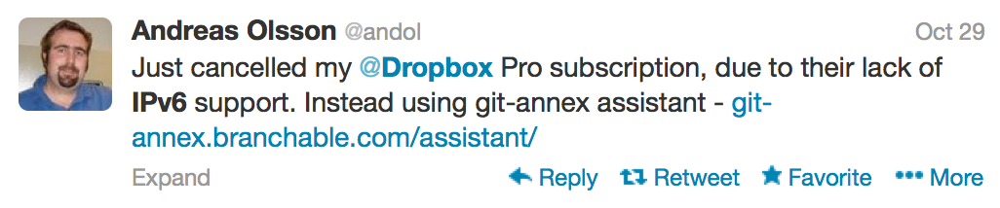 Andreas Olsson @andol Oct 29
Just cancelled my @Dropbox Pro subscription, due to their lack of
IPv6 support. Instead using git-annex assistant - git-
annex.branchable.com/assistant/
Expand Reply Retweet Favorite More